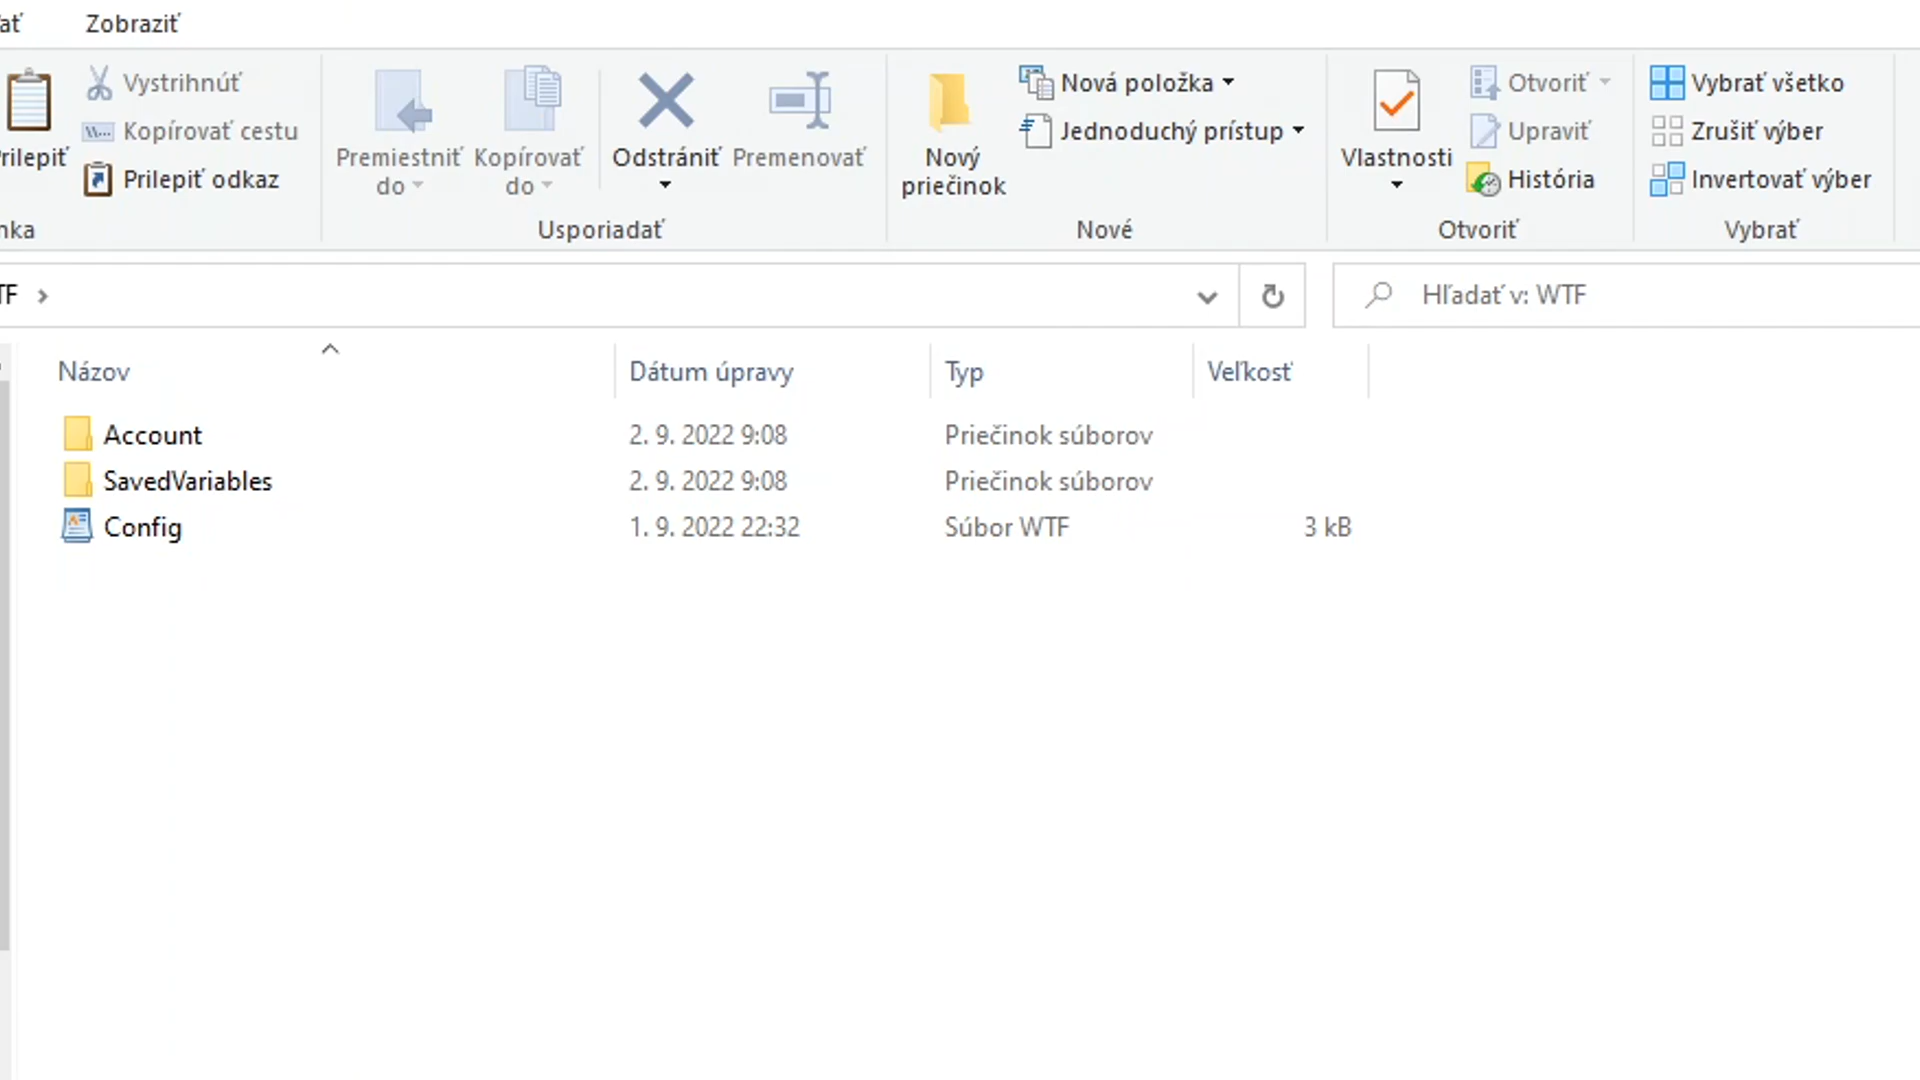 ať Zobraziť
Vystrihnúť
Kopírovať cestu
Prilepiť odkaz
rilepiť
nka
Premiestniť
do
Kopírovať
do
Odstrániť
Premenovať
Usporiadať
Nový
priečinok
Nová položka
Jednoduchý prístup
Nové
Vlastnosti
Otvoriť
Upraviť
História
Otvoriť
Vybrať všetko
Zrušiť výber
Invertovať výber
Vybrať
TF
Hľadať v: WTF
Názov Dátum úpravy Typ Veľkosť
Account 2. 9. 2022 9:08 Priečinok súborov
SavedVariables 2. 9. 2022 9:08 Priečinok súborov
Config 1. 9. 2022 22:32 Súbor WTF 3 kB